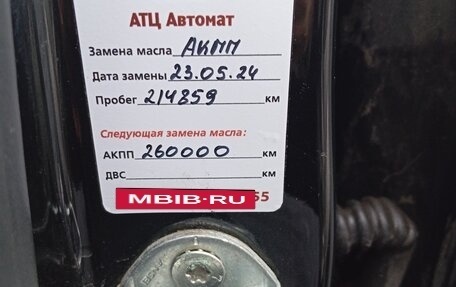 АТЦ Автомат
Замена масла АКПП
Дата замены 23.05.24
Пробег 214859 км
Следующая замена масла:
АКПП 260000 км
ДВС км
MBIB-RU 55